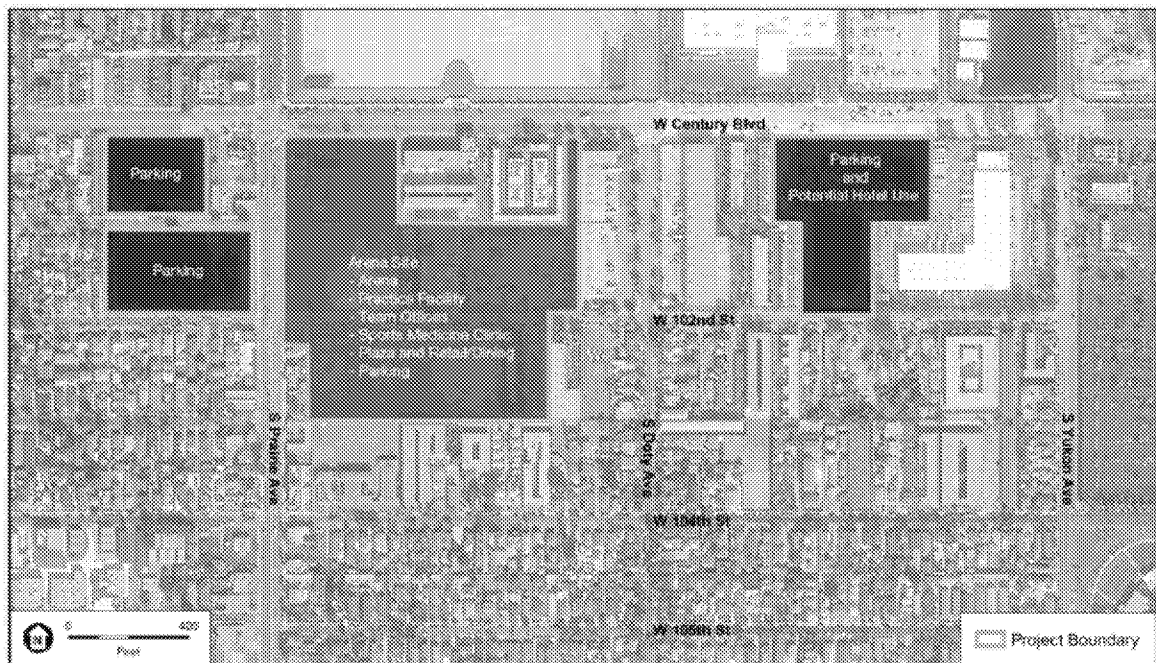 W Century Blvd
Parking
Parking
and
Potential Hotel Use
Parking
Arena Site
- Arena
- Practice Facility
- Team Offices
- Sports Medicine Clinic
- Plaza and Retail/Dining
- Parking
W 102nd St
S Prairie Ave
S Doty Ave
S Yukon Ave
W 104th St
W 105th St
N
0 400
Feet
Project Boundary